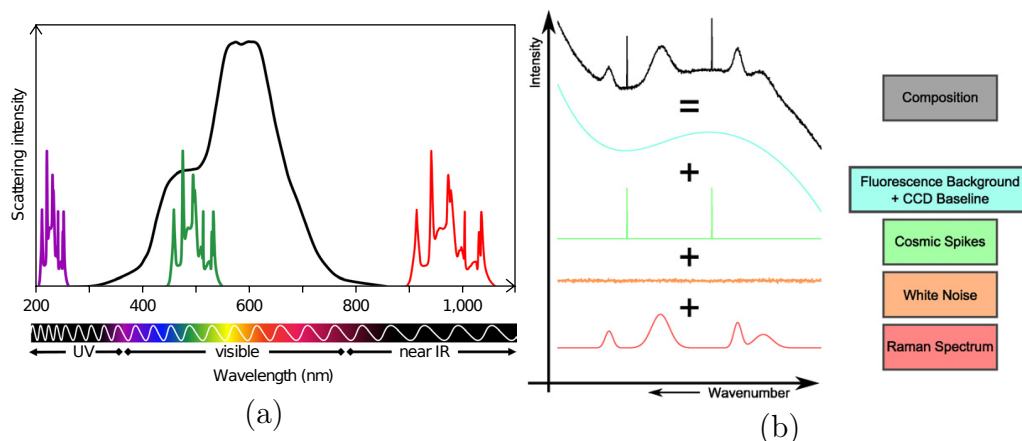 Scattering intensity
200
400
600
800
1,000
UV
visible
near IR
Wavelength (nm)
(a)
Intensity
=
+
+
+
Wavenumber
Composition
Fluorescence Background
+ CCD Baseline
Cosmic Spikes
White Noise
Raman Spectrum
(b)